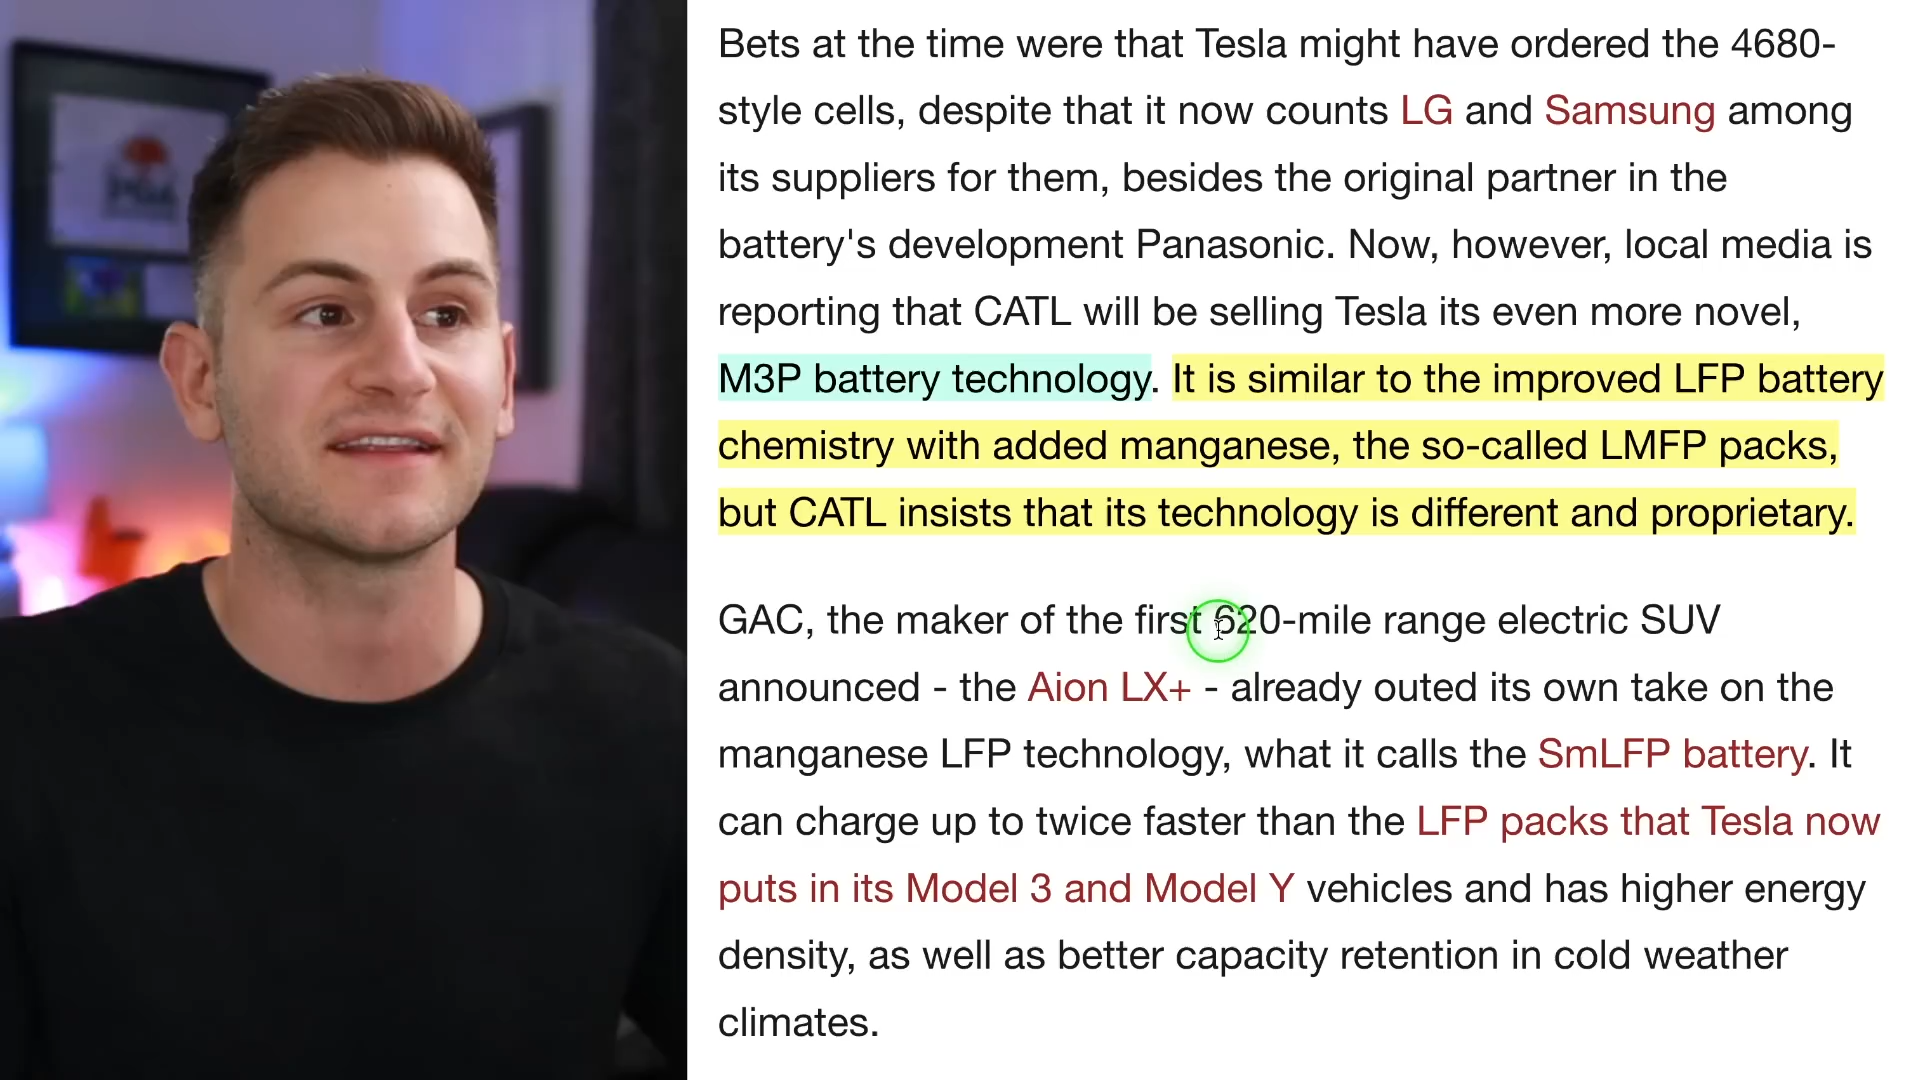 Bets at the time were that Tesla might have ordered the 4680-
style cells, despite that it now counts LG and Samsung among
its suppliers for them, besides the original partner in the
battery's development Panasonic. Now, however, local media is
reporting that CATL will be selling Tesla its even more novel,
M3P battery technology. It is similar to the improved LFP battery
chemistry with added manganese, the so-called LMFP packs,
but CATL insists that its technology is different and proprietary.
GAC, the maker of the first 620-mile range electric SUV
announced - the Aion LX+ - already outed its own take on the
manganese LFP technology, what it calls the SmLFP battery. It
can charge up to twice faster than the LFP packs that Tesla now
puts in its Model 3 and Model Y vehicles and has higher energy
density, as well as better capacity retention in cold weather
climates.